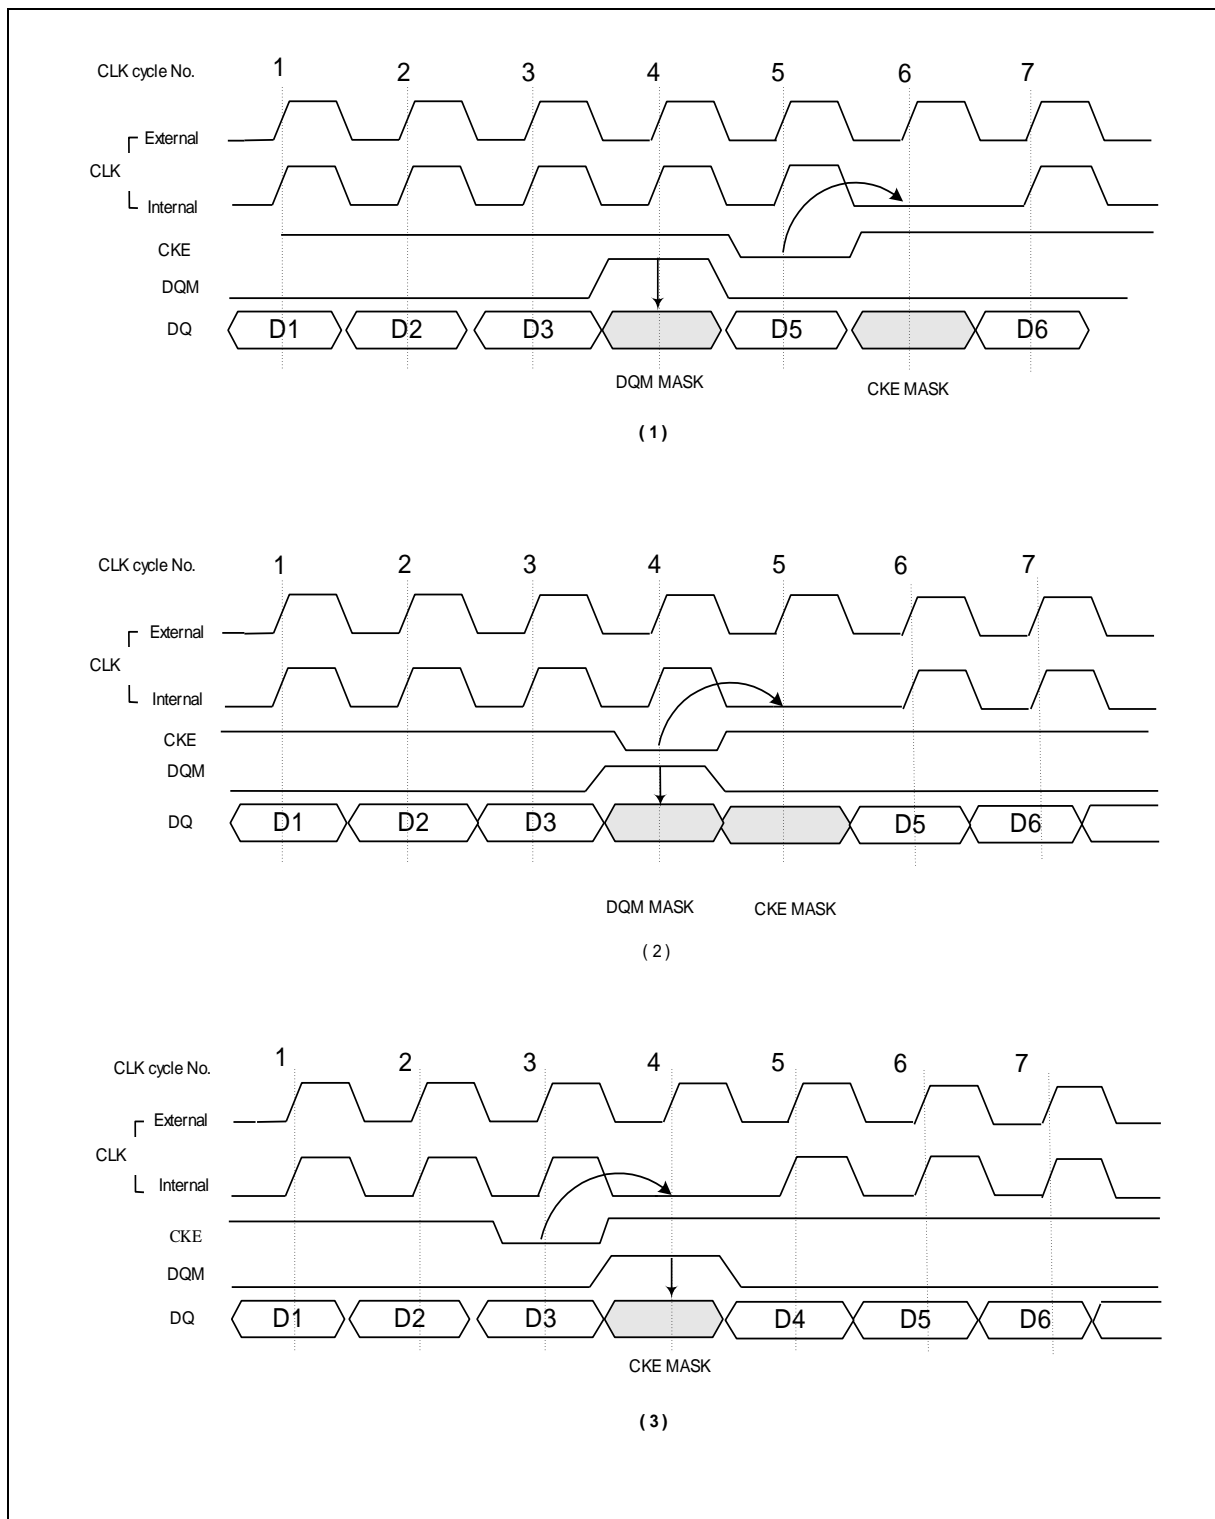 CLK cycle No. 1 2 3 4 5 6 7
External
CLK
Internal
CKE
DQM
DQ D1 D2 D3 D5 D6
DQM MASK CKE MASK
( 1 )
CLK cycle No. 1 2 3 4 5 6 7
External
CLK
Internal
CKE
DQM
DQ D1 D2 D3 D5 D6
DQM MASK CKE MASK
( 2 )
CLK cycle No. 1 2 3 4 5 6 7
External
CLK
Internal
CKE
DQM
DQ D1 D2 D3 D4 D5 D6
CKE MASK
( 3 )